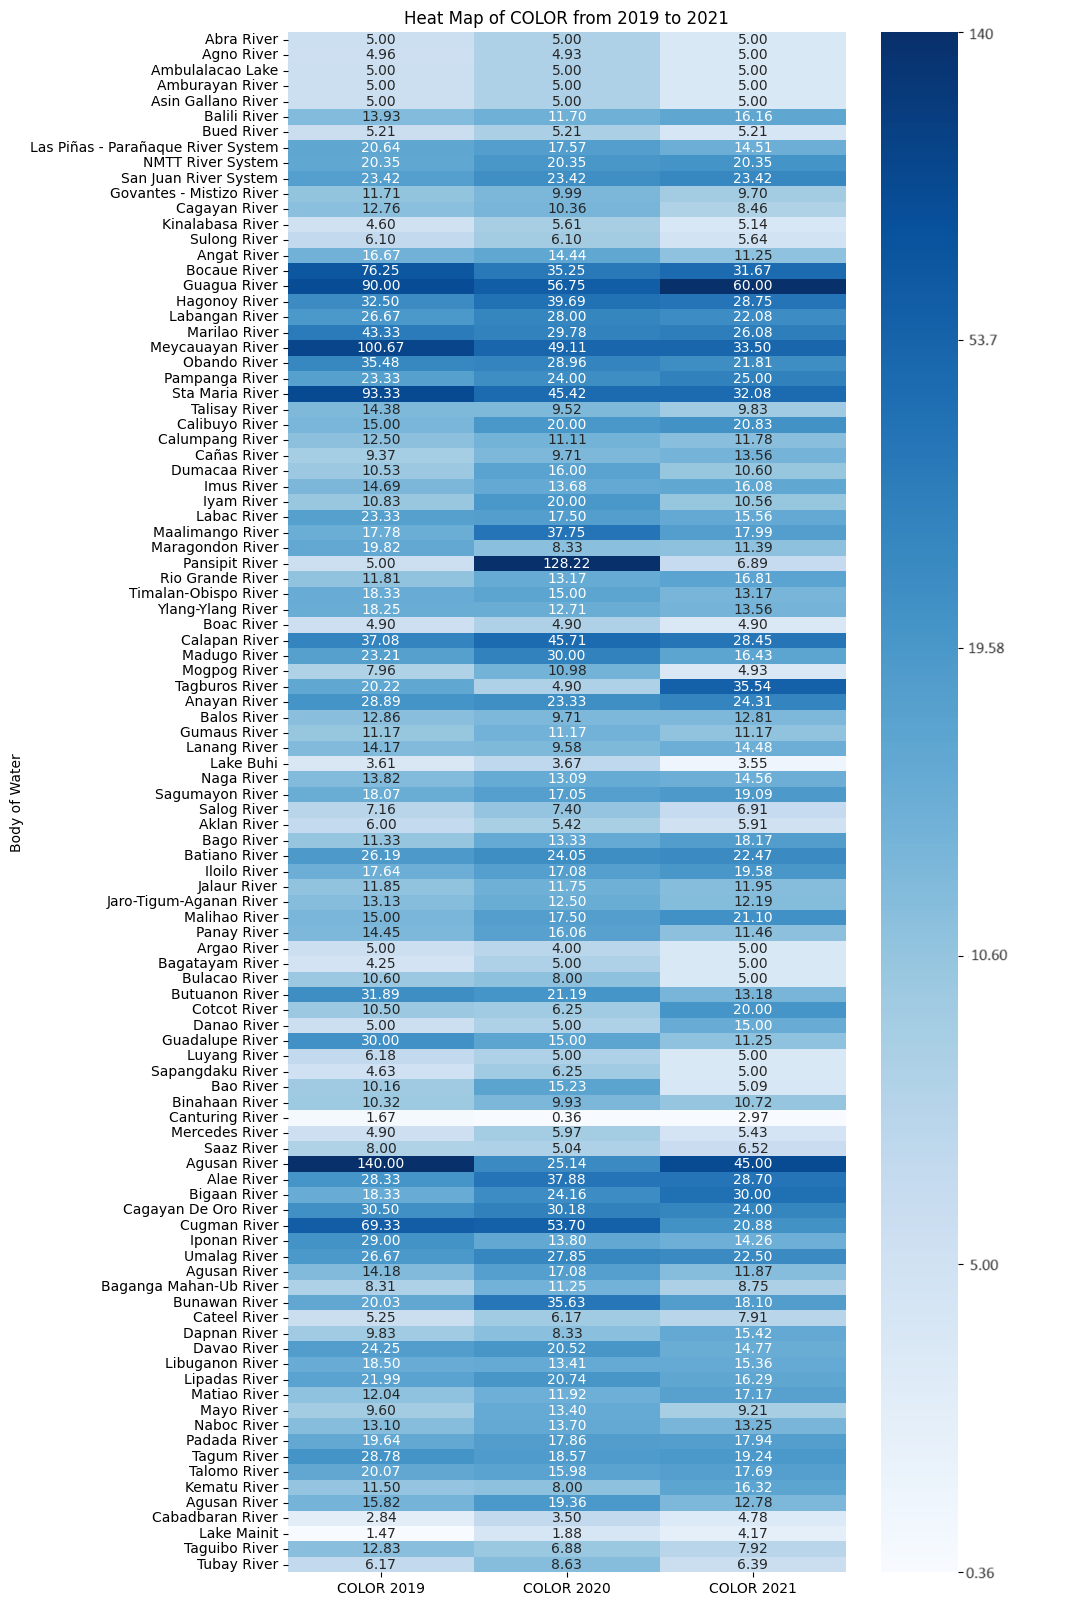 Heat Map of COLOR from 2019 to 2021
Abra River 5.00 5.00 5.00
Agno River 4.96 4.93 5.00
Ambulalacao Lake 5.00 5.00 5.00
Amburayan River 5.00 5.00 5.00
Asin Gallano River 5.00 5.00 5.00
Balili River 13.93 11.70 16.16
Bued River 5.21 5.21 5.21
Las Piñas - Parañaque River System 20.64 17.57 14.51
NMTT River System 20.35 20.35 20.35
San Juan River System 23.42 23.42 23.42
Govantes - Mistizo River 11.71 9.99 9.70
Cagayan River 12.76 10.36 8.46
Kinalabasa River 4.60 5.61 5.14
Sulong River 6.10 6.10 5.64
Angat River 16.67 14.44 11.25
Bocaue River 76.25 35.25 31.67
Guagua River 90.00 56.75 60.00
Hagonoy River 32.50 39.69 28.75
Labangan River 26.67 28.00 22.08
Marilao River 43.33 29.78 26.08
Meycauayan River 100.67 49.11 33.50
Obando River 35.48 28.96 21.81
Pampanga River 23.33 24.00 25.00
Sta Maria River 93.33 45.42 32.08
Talisay River 14.38 9.52 9.83
Calibuyo River 15.00 20.00 20.83
Calumpang River 12.50 11.11 11.78
Cañas River 9.37 9.71 13.56
Dumacaa River 10.53 16.00 10.60
Imus River 14.69 13.68 16.08
Iyam River 10.83 20.00 10.56
Labac River 23.33 17.50 15.56
Maalimango River 17.78 37.75 17.99
Maragondon River 19.82 8.33 11.39
Pansipit River 5.00 128.22 6.89
Rio Grande River 11.81 13.17 16.81
Timalan-Obispo River 18.33 15.00 13.17
Ylang-Ylang River 18.25 12.71 13.56
Boac River 4.90 4.90 4.90
Calapan River 37.08 45.71 28.45
Madugo River 23.21 30.00 16.43
Mogpog River 7.96 10.98 4.93
Tagburos River 20.22 4.90 35.54
Anayan River 28.89 23.33 24.31
Balos River 12.86 9.71 12.81
Gumaus River 11.17 11.17 11.17
Lanang River 14.17 9.58 14.48
Lake Buhi 3.61 3.67 3.55
Naga River 13.82 13.09 14.56
Sagumayon River 18.07 17.05 19.09
Salog River 7.16 7.40 6.91
Aklan River 6.00 5.42 5.91
Bago River 11.33 13.33 18.17
Batiano River 26.19 24.05 22.47
Iloilo River 17.64 17.08 19.58
Jalaur River 11.85 11.75 11.95
Jaro-Tigum-Aganan River 13.13 12.50 12.19
Malihao River 15.00 17.50 21.10
Panay River 14.45 16.06 11.46
Argao River 5.00 4.00 5.00
Bagatayam River 4.25 5.00 5.00
Bulacao River 10.60 8.00 5.00
Butuanon River 31.89 21.19 13.18
Cotcot River 10.50 6.25 20.00
Danao River 5.00 5.00 15.00
Guadalupe River 30.00 15.00 11.25
Luyang River 6.18 5.00 5.00
Sapangdaku River 4.63 6.25 5.00
Bao River 10.16 15.23 5.09
Binahaan River 10.32 9.93 10.72
Canturing River 1.67 0.36 2.97
Mercedes River 4.90 5.97 5.43
Saaz River 8.00 5.04 6.52
Agusan River 140.00 25.14 45.00
Alae River 28.33 37.88 28.70
Bigaan River 18.33 24.16 30.00
Cagayan De Oro River 30.50 30.18 24.00
Cugman River 69.33 53.70 20.88
Iponan River 29.00 13.80 14.26
Umalag River 26.67 27.85 22.50
Agusan River 14.18 17.08 11.87
Baganga Mahan-Ub River 8.31 11.25 8.75
Bunawan River 20.03 35.63 18.10
Cateel River 5.25 6.17 7.91
Dapnan River 9.83 8.33 15.42
Davao River 24.25 20.52 14.77
Libuganon River 18.50 13.41 15.36
Lipadas River 21.99 20.74 16.29
Matiao River 12.04 11.92 17.17
Mayo River 9.60 13.40 9.21
Naboc River 13.10 13.70 13.25
Padada River 19.64 17.86 17.94
Tagum River 28.78 18.57 19.24
Talomo River 20.07 15.98 17.69
Kematu River 11.50 8.00 16.32
Agusan River 15.82 19.36 12.78
Cabadbaran River 2.84 3.50 4.78
Lake Mainit 1.47 1.88 4.17
Taguibo River 12.83 6.88 7.92
Tubay River 6.17 8.63 6.39
COLOR 2019 COLOR 2020 COLOR 2021
Body of Water
140
53.7
19.58
10.60
5.00
0.36